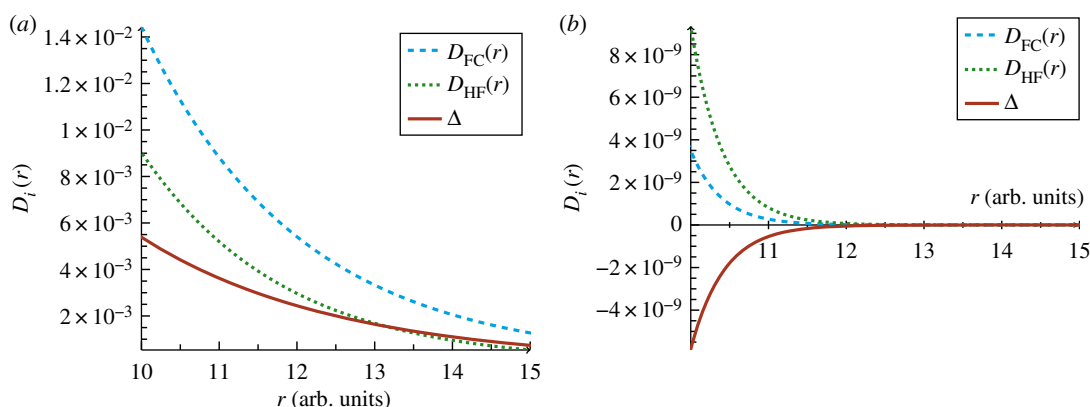 (a)
D_i(r)
1.4 × 10⁻²
1.2 × 10⁻²
1 × 10⁻²
8 × 10⁻³
6 × 10⁻³
4 × 10⁻³
2 × 10⁻³
10 11 12 13 14 15
r (arb. units)
D_FC(r)
D_HF(r)
Δ
(b)
D_i(r)
8 × 10⁻⁹
6 × 10⁻⁹
4 × 10⁻⁹
2 × 10⁻⁹
0
−2 × 10⁻⁹
−4 × 10⁻⁹
r (arb. units)
11 12 13 14 15
D_FC(r)
D_HF(r)
Δ